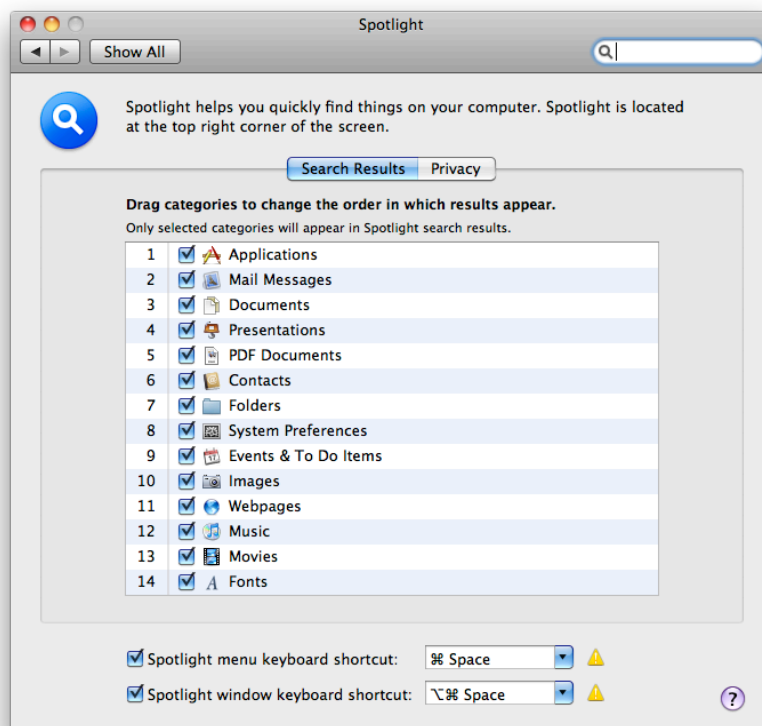 Spotlight
Show All
Spotlight helps you quickly find things on your computer. Spotlight is located
at the top right corner of the screen.
Search Results Privacy
Drag categories to change the order in which results appear.
Only selected categories will appear in Spotlight search results.
1 Applications
2 Mail Messages
3 Documents
4 Presentations
5 PDF Documents
6 Contacts
7 Folders
8 System Preferences
9 Events & To Do Items
10 Images
11 Webpages
12 Music
13 Movies
14 Fonts
Spotlight menu keyboard shortcut: ⌘ Space
Spotlight window keyboard shortcut: ⌥⌘ Space
?